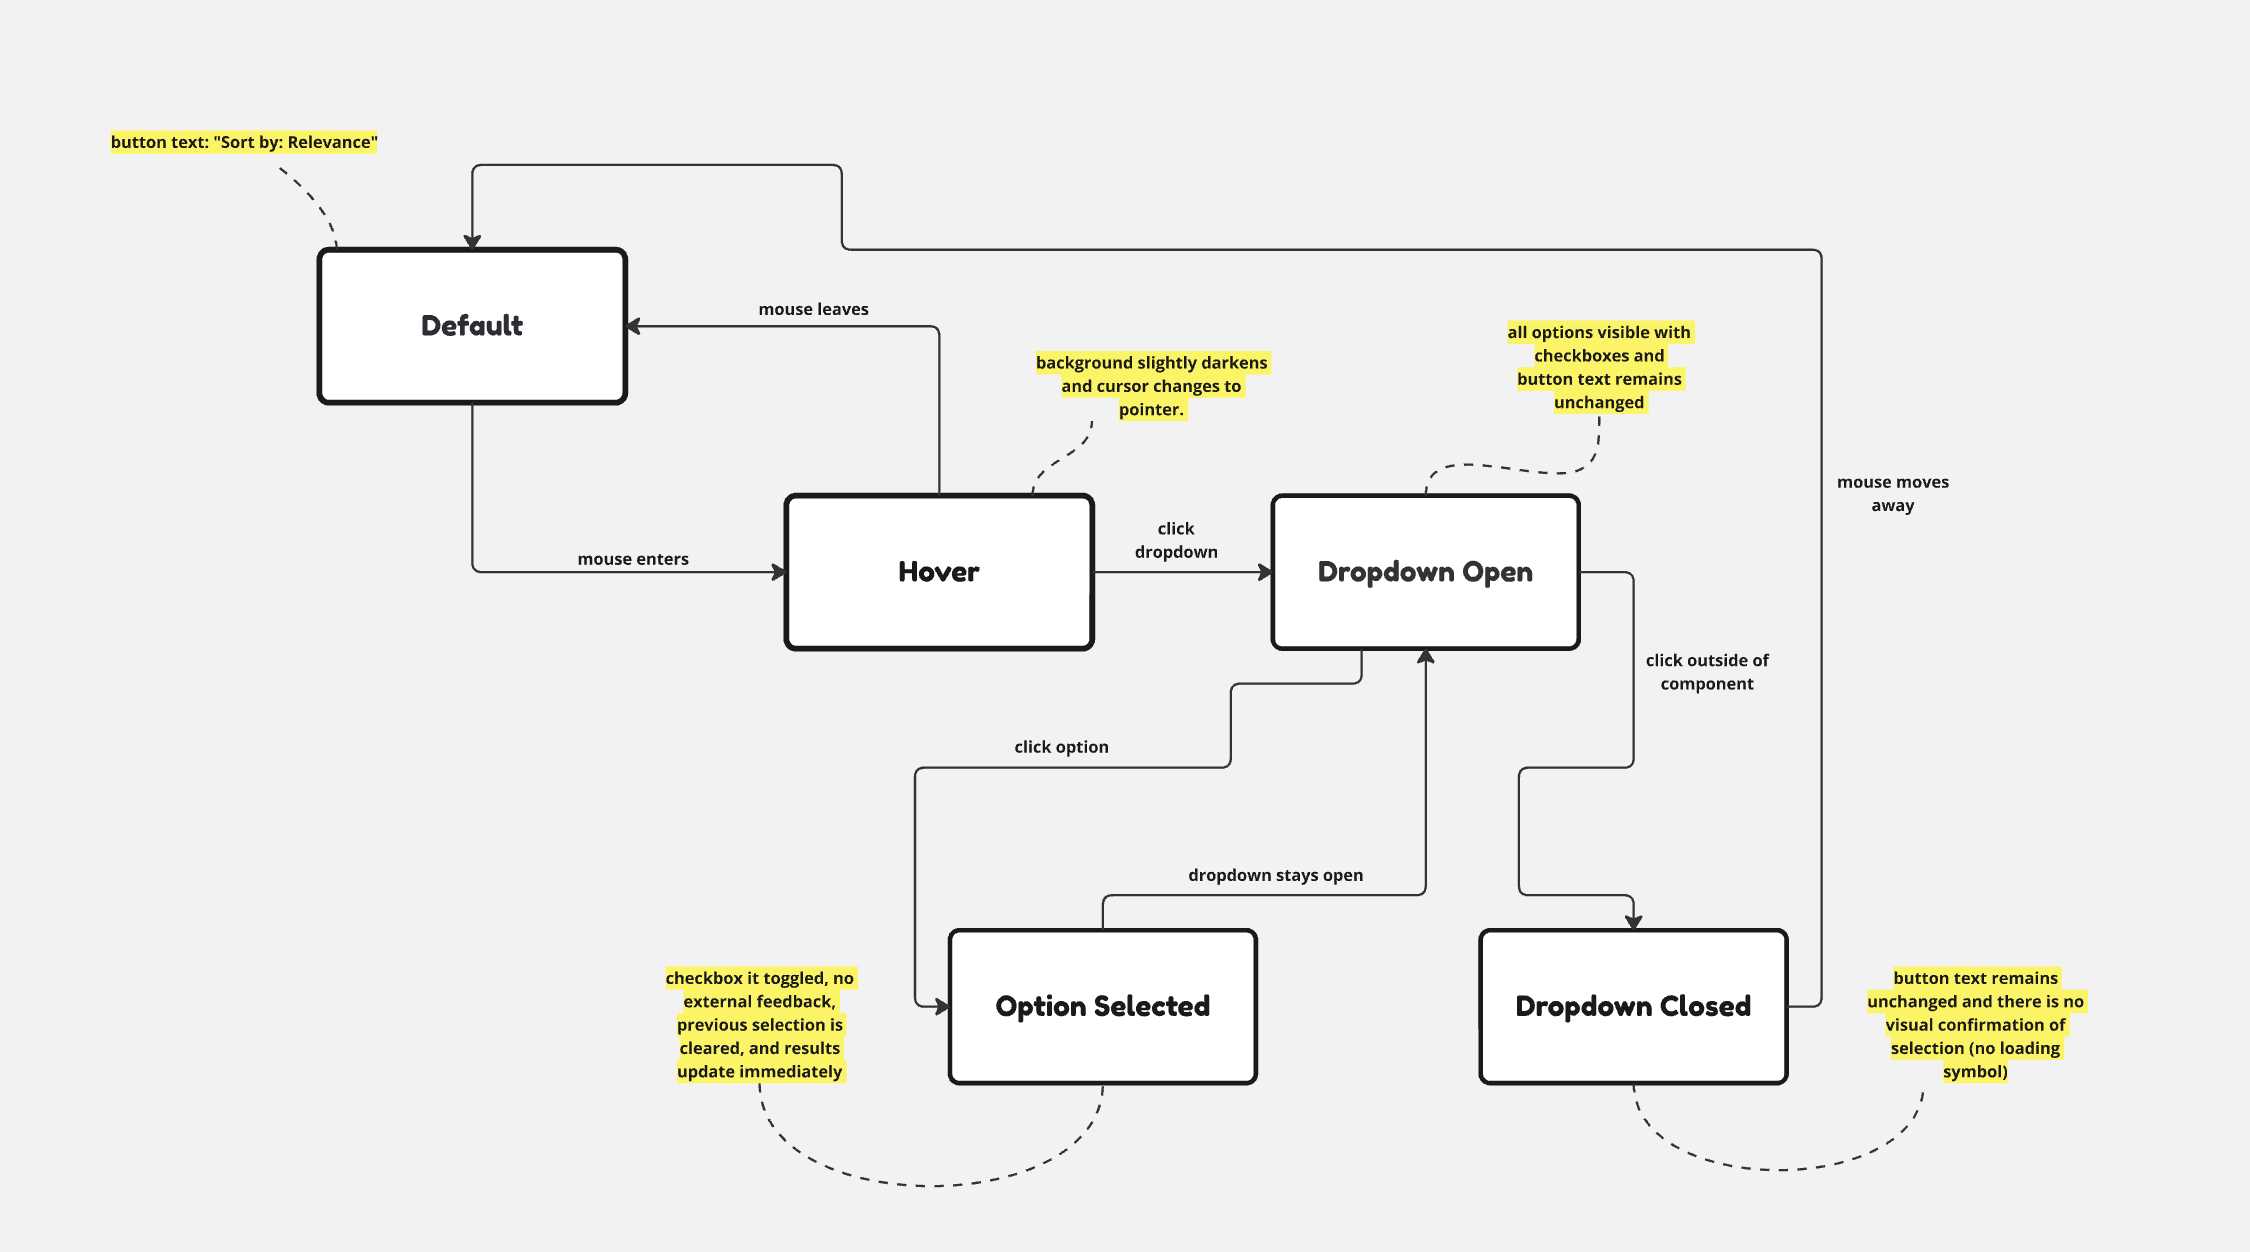 button text: "Sort by: Relevance"
Default
mouse leaves
mouse enters
background slightly darkens
and cursor changes to
pointer.
Hover
click
dropdown
all options visible with
checkboxes and
button text remains
unchanged
Dropdown Open
mouse moves
away
click outside of
component
click option
dropdown stays open
checkbox it toggled, no
external feedback,
previous selection is
cleared, and results
update immediately
Option Selected
Dropdown Closed
button text remains
unchanged and there is no
visual confirmation of
selection (no loading
symbol)